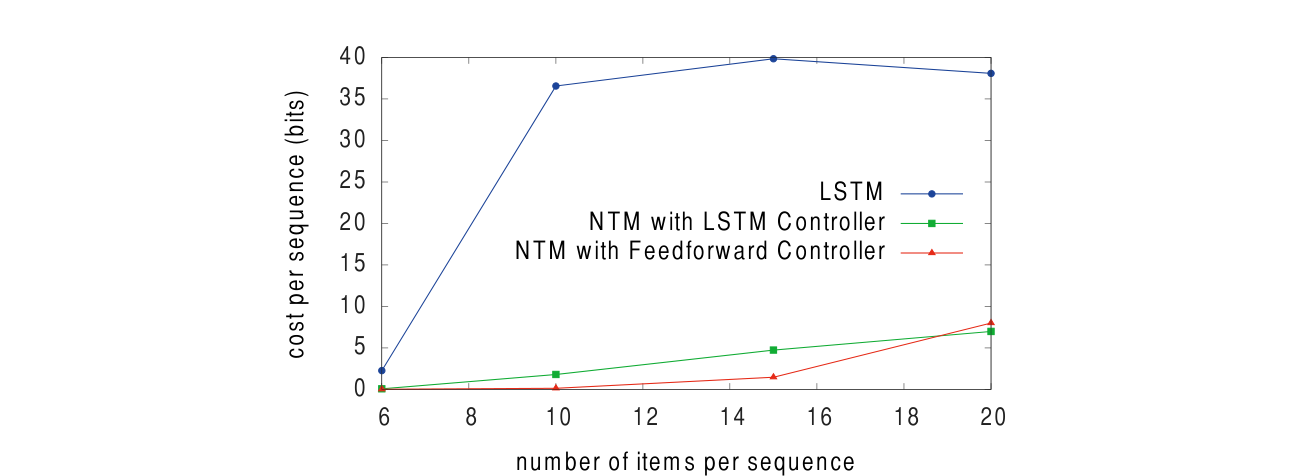 40
35
30
25
20
15
10
5
0
cost per sequence (bits)
LSTM
NTM with LSTM Controller
NTM with Feedforward Controller
6 8 10 12 14 16 18 20
number of items per sequence